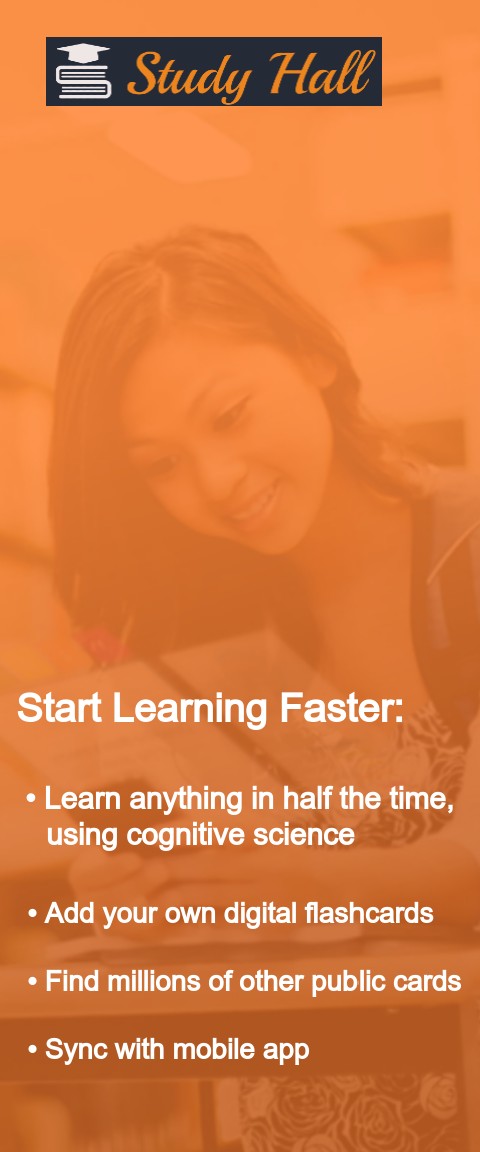 Study Hall
Start Learning Faster:
• Learn anything in half the time,
using cognitive science
• Add your own digital flashcards
• Find millions of other public cards
• Sync with mobile app